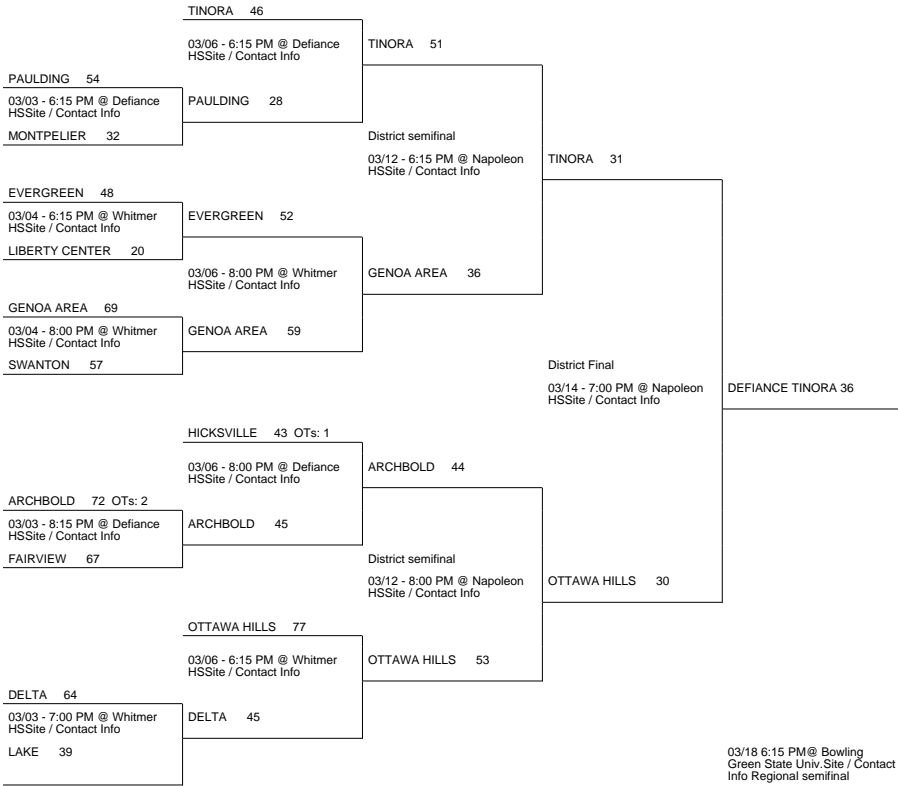 TINORA 46
03/06 - 6:15 PM @ Defiance
HSSite / Contact Info
TINORA 51
PAULDING 54
03/03 - 6:15 PM @ Defiance
HSSite / Contact Info
PAULDING 28
MONTPELIER 32
District semifinal
03/12 - 6:15 PM @ Napoleon
HSSite / Contact Info
TINORA 31
EVERGREEN 48
03/04 - 6:15 PM @ Whitmer
HSSite / Contact Info
EVERGREEN 52
LIBERTY CENTER 20
03/06 - 8:00 PM @ Whitmer
HSSite / Contact Info
GENOA AREA 36
GENOA AREA 69
03/04 - 8:00 PM @ Whitmer
HSSite / Contact Info
GENOA AREA 59
SWANTON 57
District Final
03/14 - 7:00 PM @ Napoleon
HSSite / Contact Info
DEFIANCE TINORA 36
HICKSVILLE 43 OTs: 1
03/06 - 8:00 PM @ Defiance
HSSite / Contact Info
ARCHBOLD 44
ARCHBOLD 72 OTs: 2
03/03 - 8:15 PM @ Defiance
HSSite / Contact Info
ARCHBOLD 45
FAIRVIEW 67
District semifinal
03/12 - 8:00 PM @ Napoleon
HSSite / Contact Info
OTTAWA HILLS 30
OTTAWA HILLS 77
03/06 - 6:15 PM @ Whitmer
HSSite / Contact Info
OTTAWA HILLS 53
DELTA 64
03/03 - 7:00 PM @ Whitmer
HSSite / Contact Info
DELTA 45
LAKE 39
03/18 6:15 PM@ Bowling
Green State Univ.Site / Contact
Info Regional semifinal